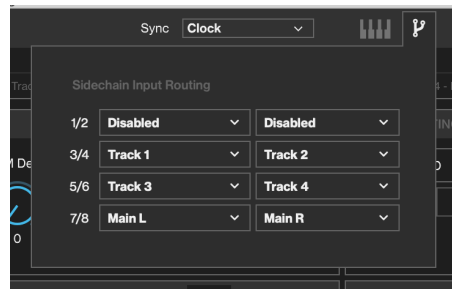 Sync Clock
Sidechain Input Routing
1/2 Disabled Disabled
3/4 Track 1 Track 2
5/6 Track 3 Track 4
7/8 Main L Main R
0